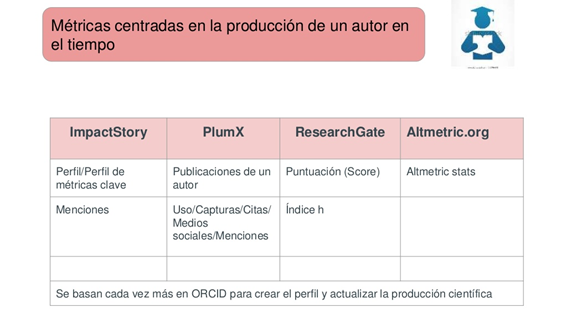 Métricas centradas en la producción de un autor en
el tiempo
ImpactStory PlumX ResearchGate Altmetric.org
Perfil/Perfil de
métricas clave
Publicaciones de un
autor
Puntuación (Score)
Altmetric stats
Menciones
Uso/Capturas/Citas/
Medios
sociales/Menciones
Índice h
Se basan cada vez más en ORCID para crear el perfil y actualizar la producción científica